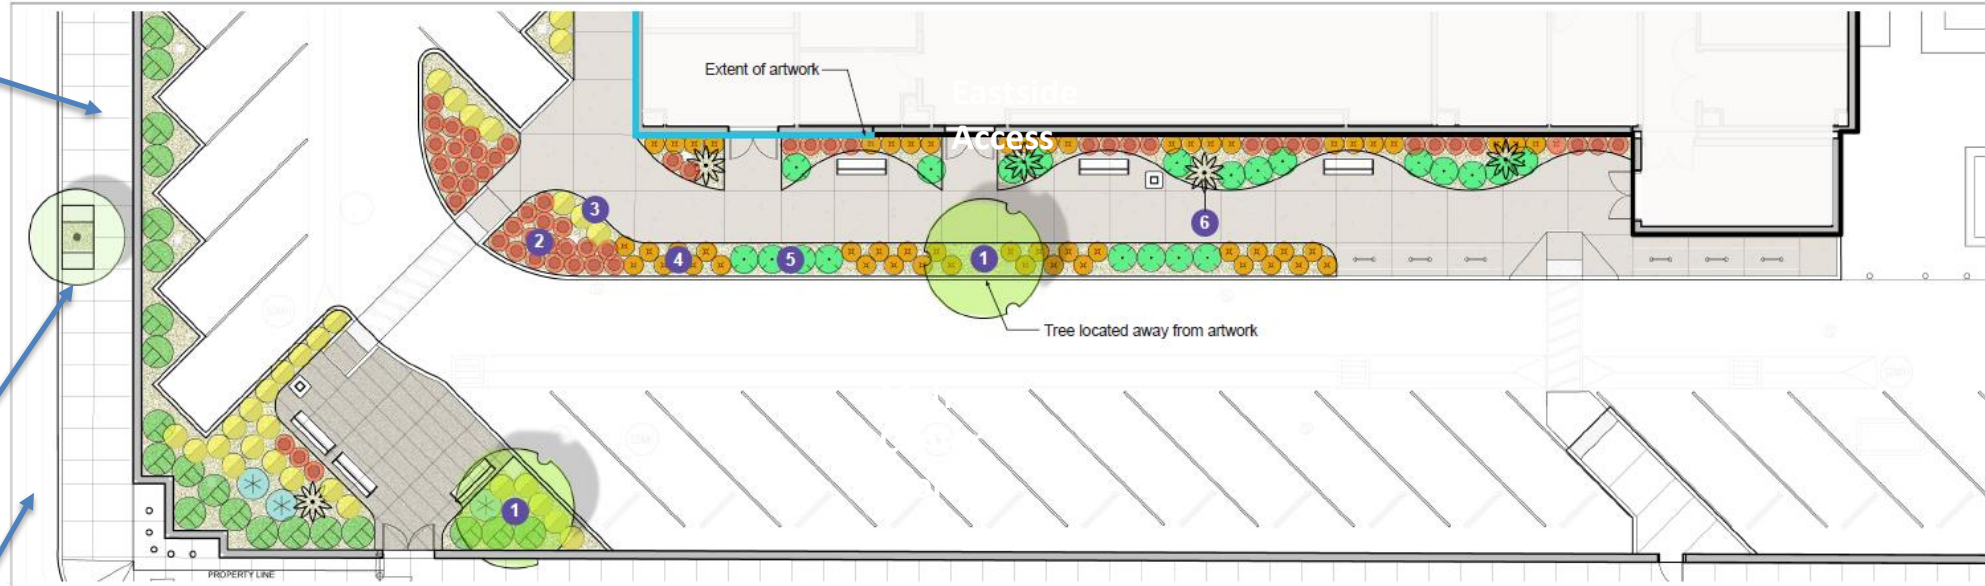 Extent of artwork
Eastside
Access
3
2
4
5
1
6
Tree located away from artwork
1
PROPERTY LINE